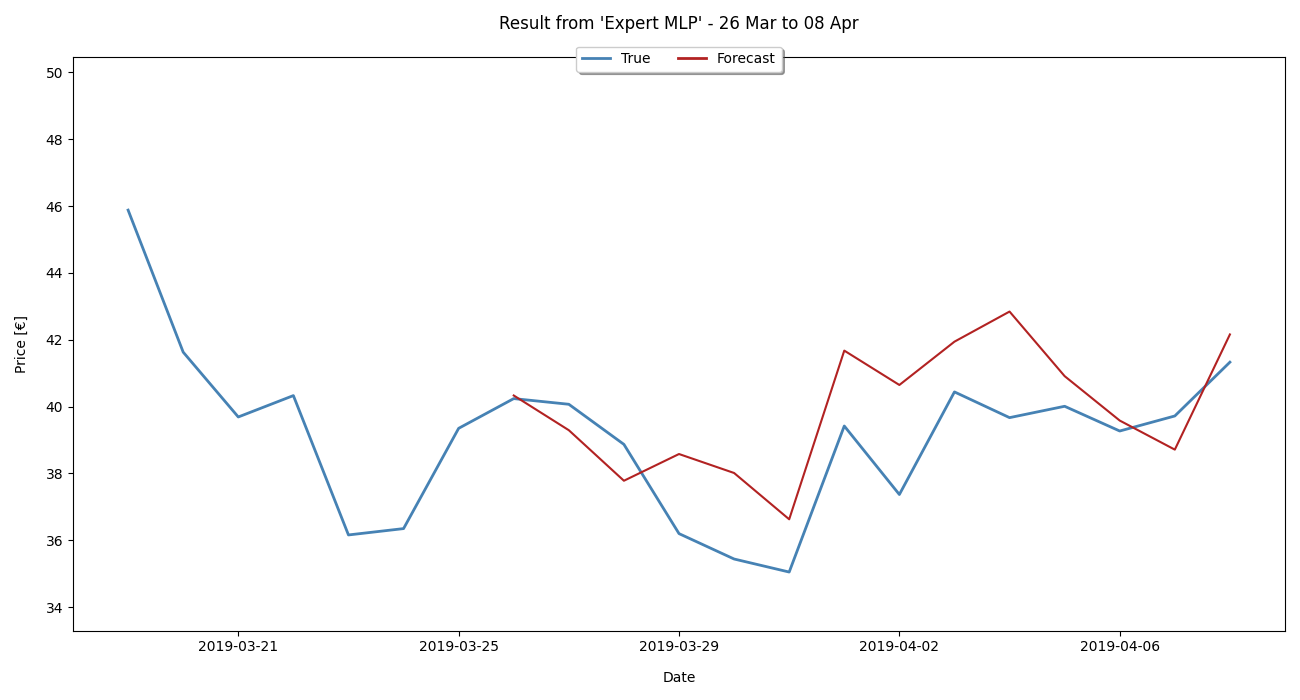 Result from 'Expert MLP' - 26 Mar to 08 Apr
True Forecast
50
48
46
44
42
40
38
36
34
Price [€]
2019-03-21 2019-03-25 2019-03-29 2019-04-02 2019-04-06
Date